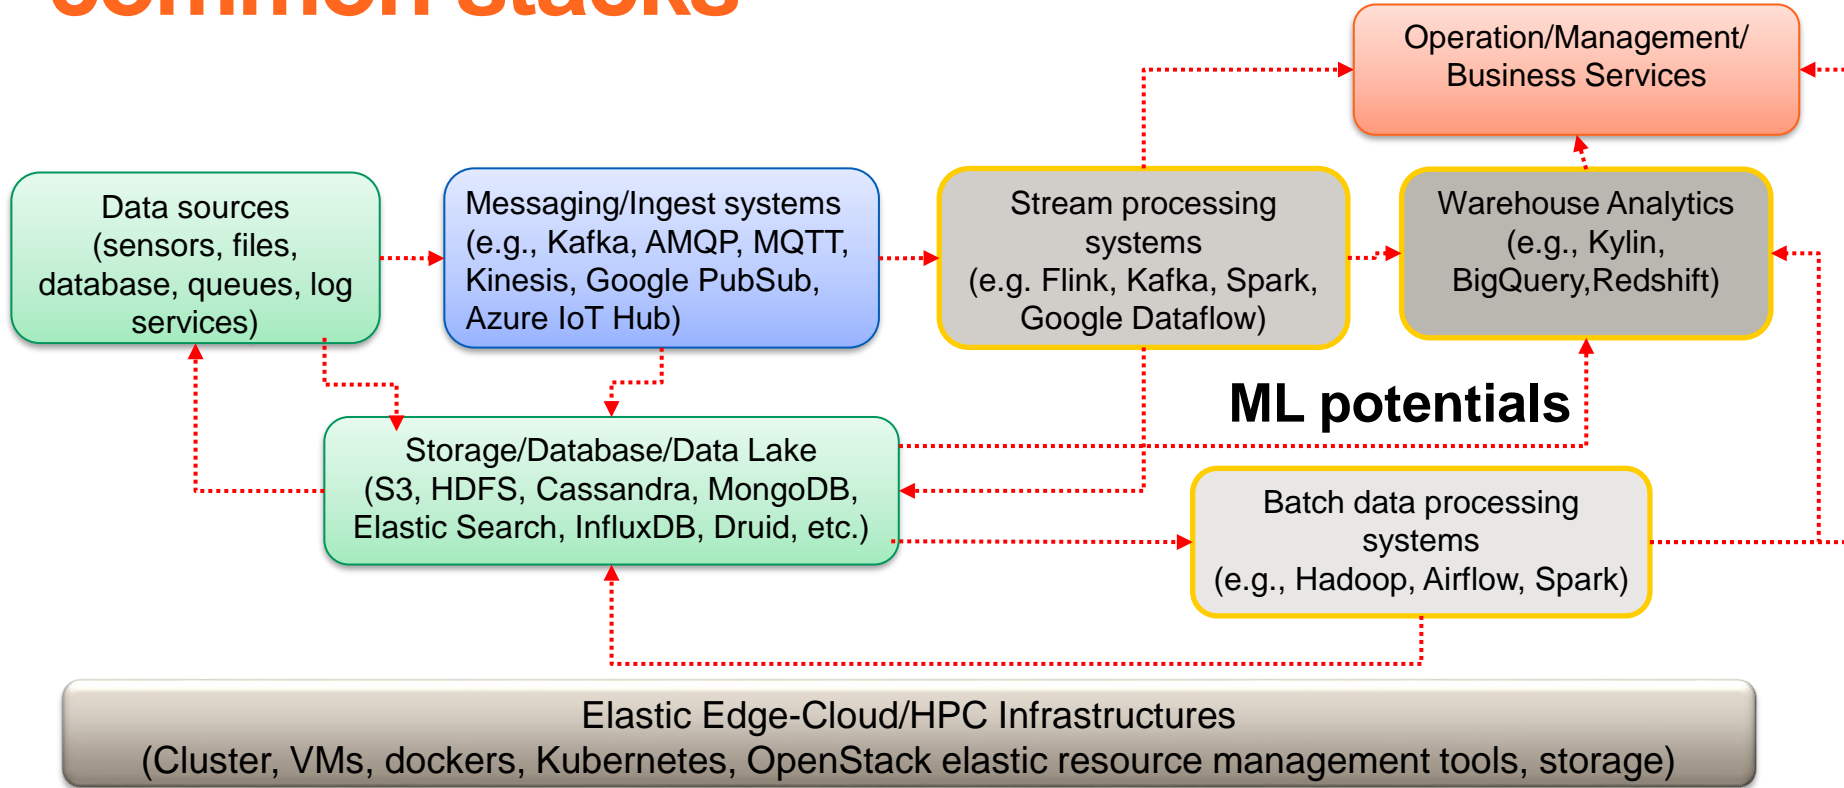 common stacks
Operation/Management/
Business Services
Data sources
(sensors, files,
database, queues, log
services)
Messaging/Ingest systems
(e.g., Kafka, AMQP, MQTT,
Kinesis, Google PubSub,
Azure IoT Hub)
Stream processing
systems
(e.g. Flink, Kafka, Spark,
Google Dataflow)
Warehouse Analytics
(e.g., Kylin,
BigQuery,Redshift)
ML potentials
Storage/Database/Data Lake
(S3, HDFS, Cassandra, MongoDB,
Elastic Search, InfluxDB, Druid, etc.)
Batch data processing
systems
(e.g., Hadoop, Airflow, Spark)
Elastic Edge-Cloud/HPC Infrastructures
(Cluster, VMs, dockers, Kubernetes, OpenStack elastic resource management tools, storage)